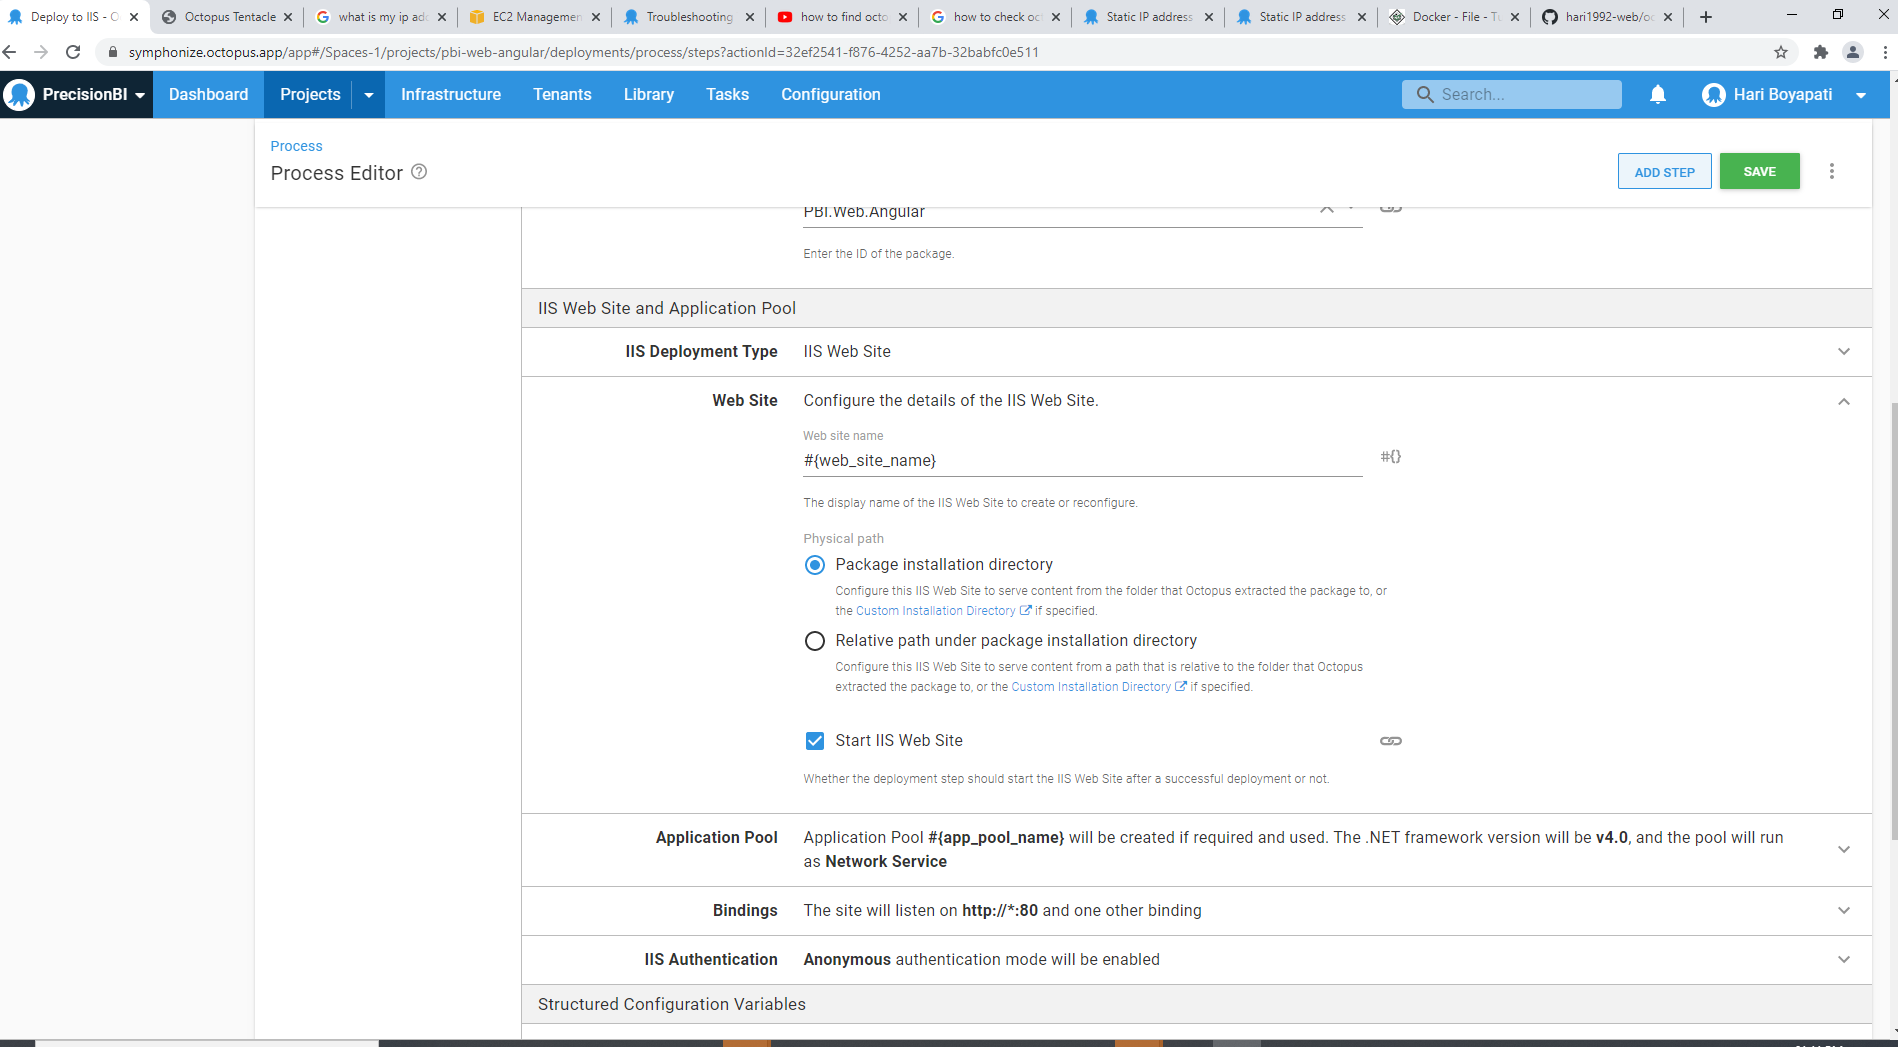 Deploy to IIS - O
Octopus Tentacle
what is my ip add
EC2 Managemen
Troubleshooting
how to find octo
how to check oct
Static IP address
Static IP address
Docker - File - Tu
hari1992-web/oc
symphonize.octopus.app/app#/Spaces-1/projects/pbi-web-angular/deployments/process/steps?actionId=32ef2541-f876-4252-aa7b-32babfc0e511
PrecisionBI
Dashboard
Projects
Infrastructure
Tenants
Library
Tasks
Configuration
Search...
Hari Boyapati
Process
Process Editor
ADD STEP
SAVE
PBI.Web.Angular
Enter the ID of the package.
IIS Web Site and Application Pool
IIS Deployment Type
IIS Web Site
Web Site
Configure the details of the IIS Web Site.
Web site name
#{web_site_name}
#{}
The display name of the IIS Web Site to create or reconfigure.
Physical path
Package installation directory
Configure this IIS Web Site to serve content from the folder that Octopus extracted the package to, or
the Custom Installation Directory if specified.
Relative path under package installation directory
Configure this IIS Web Site to serve content from a path that is relative to the folder that Octopus
extracted the package to, or the Custom Installation Directory if specified.
Start IIS Web Site
Whether the deployment step should start the IIS Web Site after a successful deployment or not.
Application Pool
Application Pool #{app_pool_name} will be created if required and used. The .NET framework version will be v4.0, and the pool will run
as Network Service
Bindings
The site will listen on http://*:80 and one other binding
IIS Authentication
Anonymous authentication mode will be enabled
Structured Configuration Variables